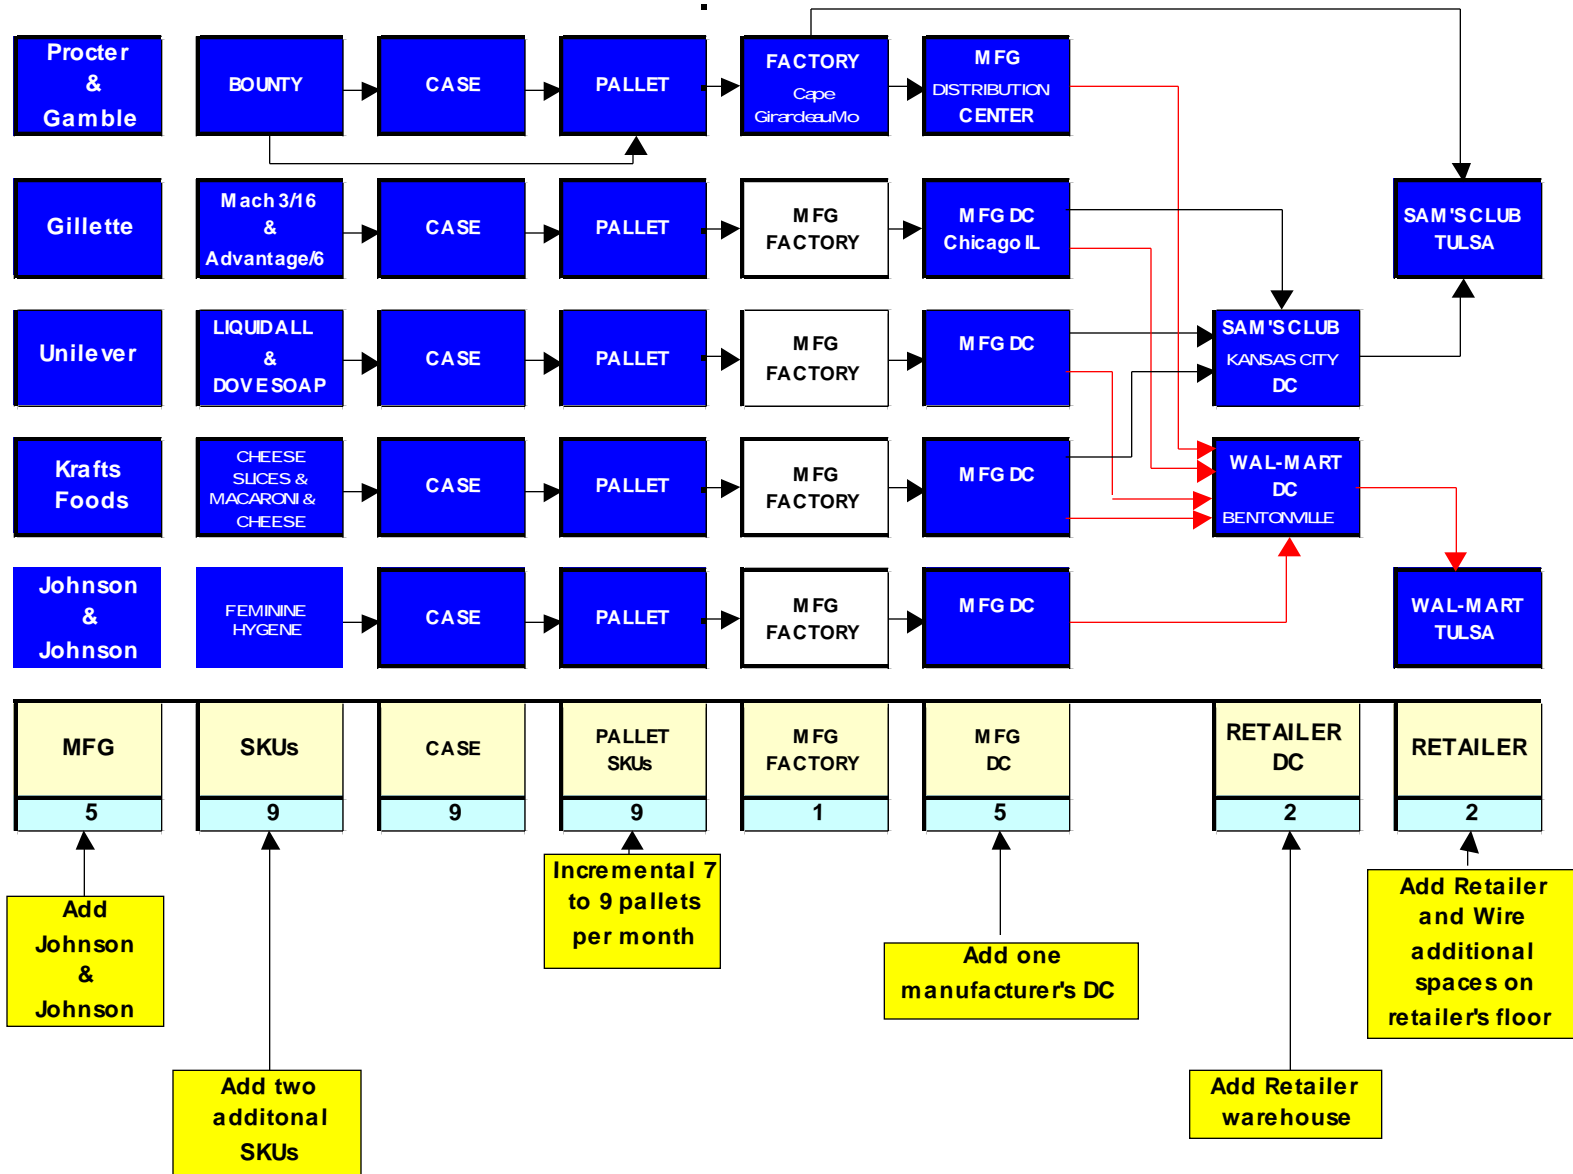 Procter
&
Gamble
BOUNTY
CASE
PALLET
FACTORY
Cape
GirardeauMo
MFG
DISTRIBUTION
CENTER
Gillette
Mach 3/16
&
Advantage/6
CASE
PALLET
MFG
FACTORY
MFG DC
Chicago IL
SAM'S CLUB
TULSA
Unilever
LIQUID ALL
&
DOVE SOAP
CASE
PALLET
MFG
FACTORY
MFG DC
SAM'S CLUB
KANSAS CITY
DC
Krafts
Foods
CHEESE
SLICES &
MACARONI &
CHEESE
CASE
PALLET
MFG
FACTORY
MFG DC
WAL-MART
DC
BENTONVILLE
Johnson
&
Johnson
FEMININE
HYGENE
CASE
PALLET
MFG
FACTORY
MFG DC
WAL-MART
TULSA
MFG
SKUs
CASE
PALLET
SKUs
MFG
FACTORY
MFG
DC
RETAILER
DC
RETAILER
5
9
9
9
1
5
2
2
Add
Johnson
&
Johnson
Add two
additonal
SKUs
Incremental 7
to 9 pallets
per month
Add one
manufacturer's DC
Add Retailer
warehouse
Add Retailer
and Wire
additional
spaces on
retailer's floor